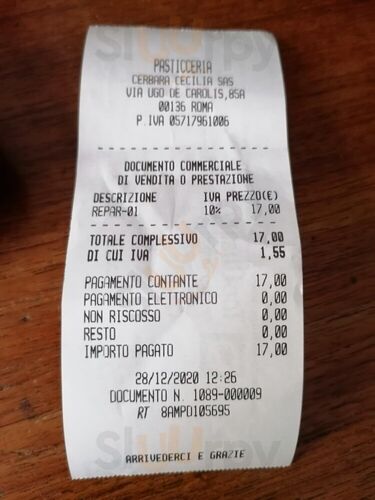 Slurrpy
PASTICCERIA
CERBARA CECILIA SAS
VIA UGO DE CAROLIS,85A
00136 ROMA
P.IVA 05717961006
DOCUMENTO COMMERCIALE
DI VENDITA O PRESTAZIONE
DESCRIZIONE IVA PREZZO(€)
REPAR-01 10% 17,00
TOTALE COMPLESSIVO 17,00
DI CUI IVA 1,55
PAGAMENTO CONTANTE 17,00
PAGAMENTO ELETTRONICO 0,00
NON RISCOSSO 0,00
RESTO 0,00
IMPORTO PAGATO 17,00
28/12/2020 12:26
DOCUMENTO N. 1089-000009
RT 8AMPD105695
Slurrpy
ARRIVEDERCI E GRAZIE